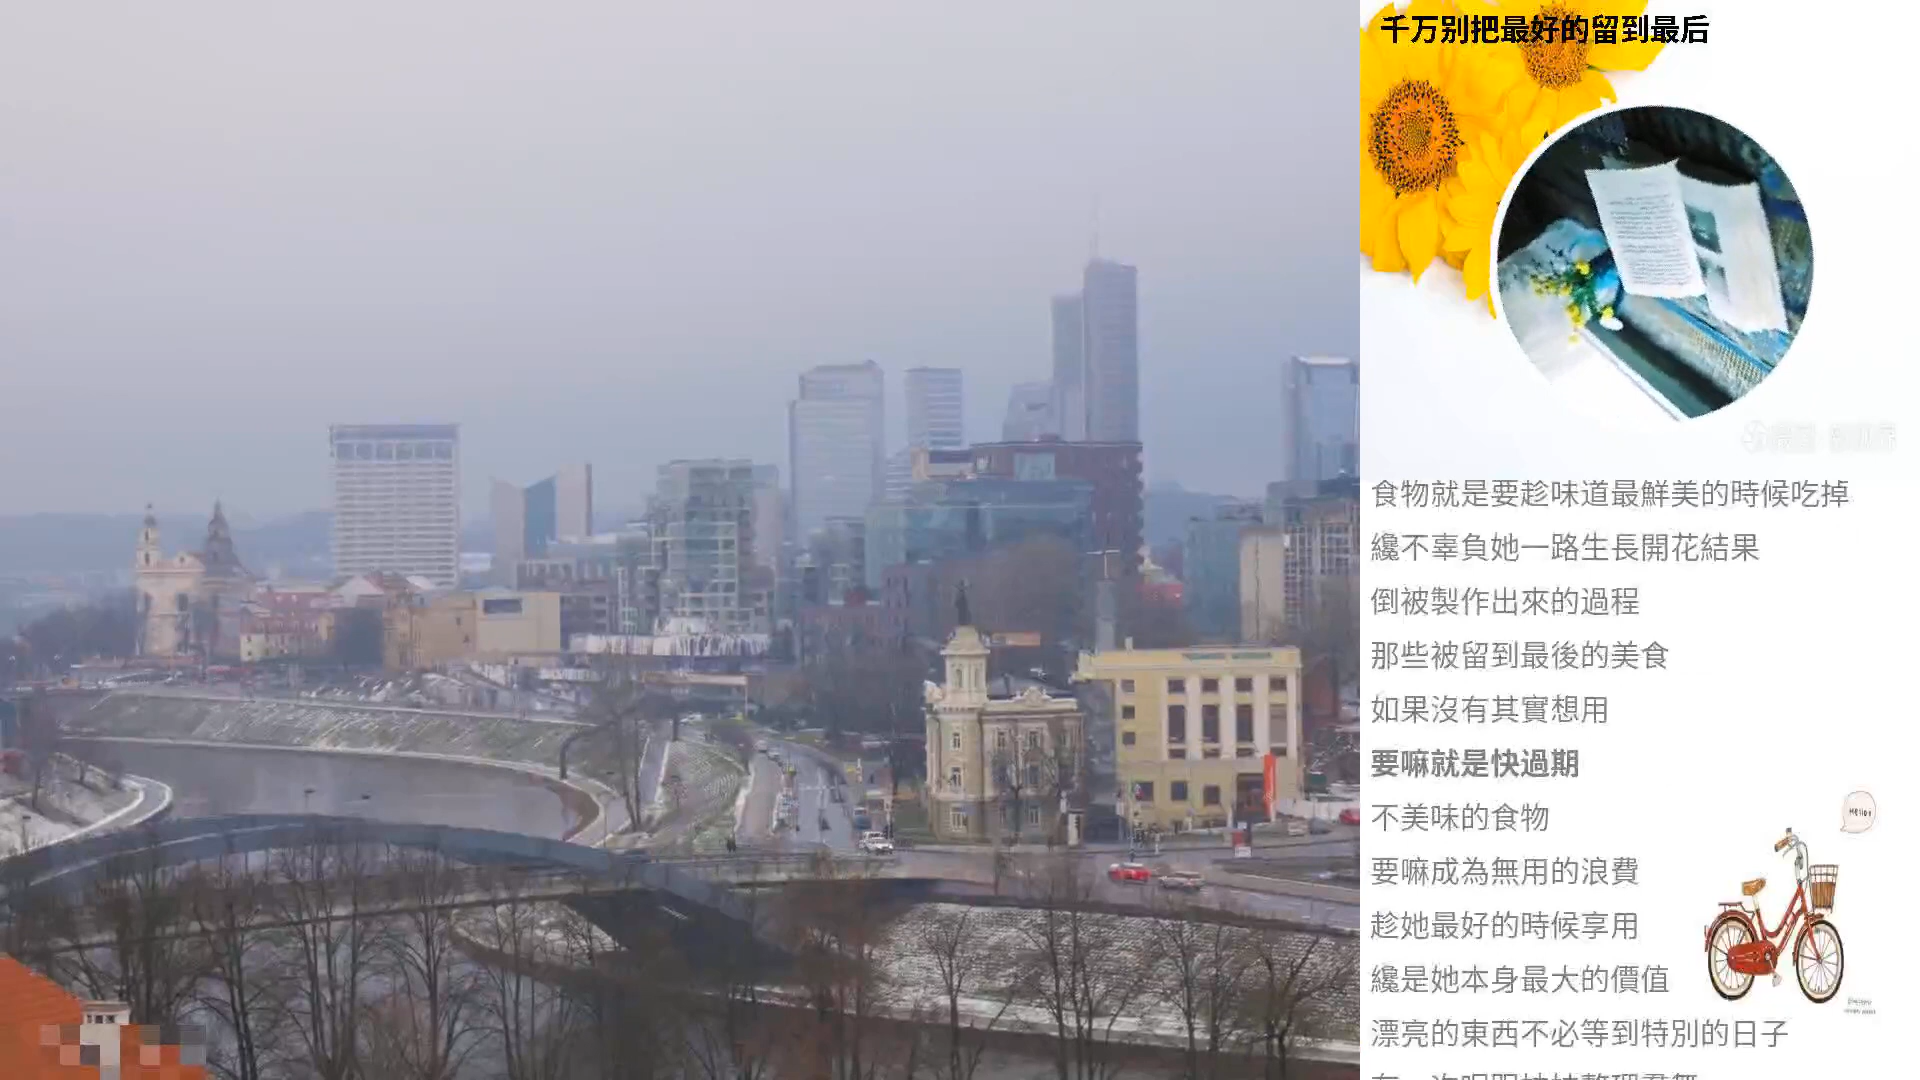 千万别把最好的留到最后
食物就是要趁味道最鮮美的時候吃掉
纔不辜負她一路生長開花結果
倒被製作出來的過程
那些被留到最後的美食
如果沒有其實想用
要嘛就是快過期
不美味的食物
要嘛成為無用的浪費
趁她最好的時候享用
纔是她本身最大的價值
漂亮的東西不必等到特別的日子
Hello!